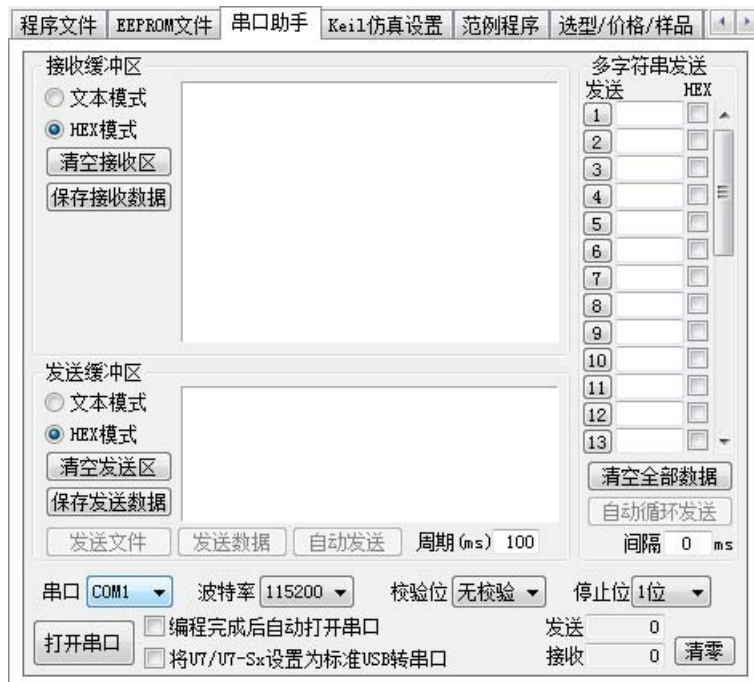 程序文件 EEPROM文件 串口助手 Keil仿真设置 范例程序 选型/价格/样品
接收缓冲区
文本模式
HEX模式
清空接收区
保存接收数据
多字符串发送
发送 HEX
1
2
3
4
5
6
7
8
9
10
11
12
13
清空全部数据
自动循环发送
间隔 0 ms
发送缓冲区
文本模式
HEX模式
清空发送区
保存发送数据
发送文件 发送数据 自动发送 周期(ms) 100
串口 COM1 波特率 115200 校验位 无校验 停止位 1位
打开串口
编程完成后自动打开串口
将U7/U7-Sx设置为标准USB转串口
发送 0
接收 0
清零